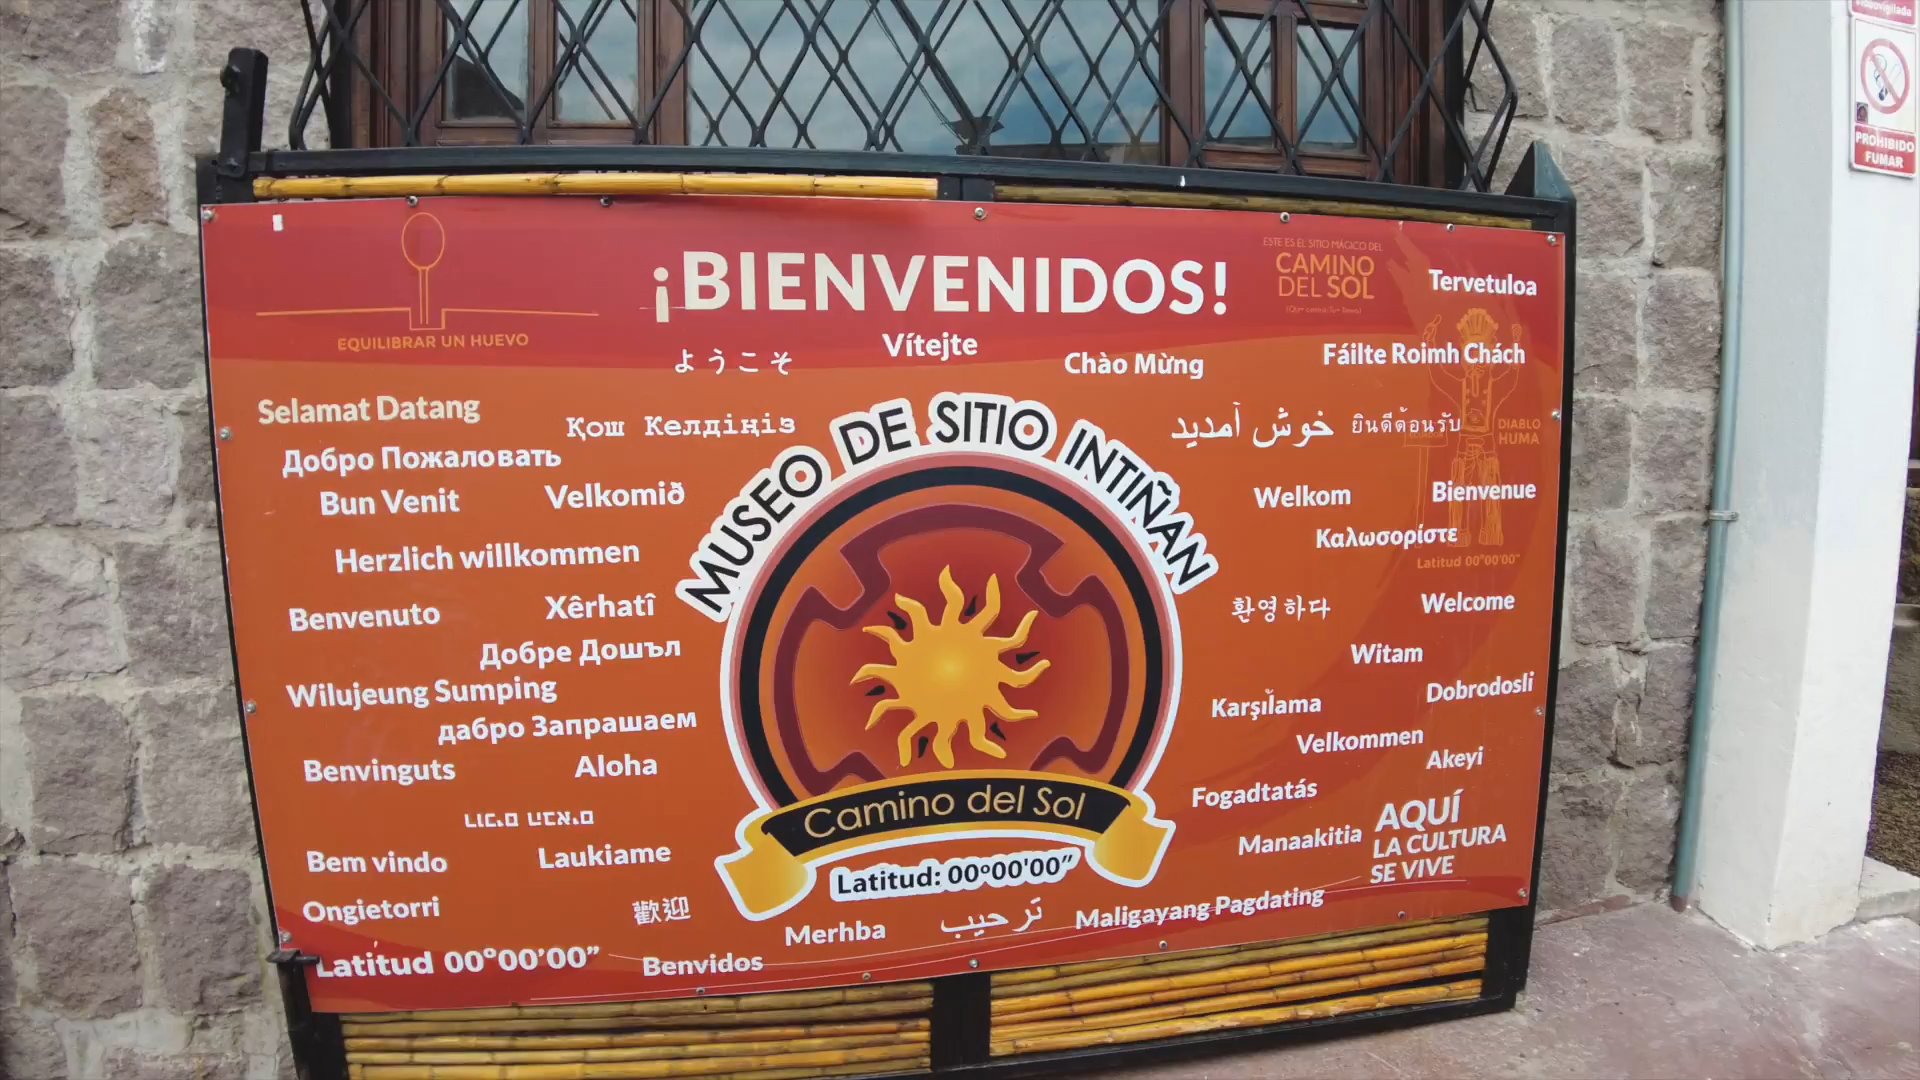 videovigilada
PROHIBIDO
FUMAR
¡BIENVENIDOS!
ESTE ES EL SITIO MÁGICO DEL
CAMINO
DEL SOL
Tervetuloa
EQUILIBRAR UN HUEVO
ようこそ
Vítejte
Chào Mừng
Fáilte Roimh Chách
Selamat Datang
Қош Келдіңіз
خوش آمدید
ยินดีต้อนรับ
DIABLO
HUMA
Добро Пожаловать
Bun Venit
Velkomið
Welkom
Bienvenue
Καλωσορίστε
Latitud 00º00'00"
Herzlich willkommen
MUSEO DE SITIO INTIÑAN
Benvenuto
Xêrhatî
환영하다
Welcome
Добре Дошъл
Witam
Wilujeung Sumping
Karşılama
Dobrodosli
дабро Запрашаем
Velkommen
Benvinguts
Aloha
Akeyi
Camino del Sol
Fogadtatás
Bem vindo
Laukiame
Manaakitia
AQUÍ
LA CULTURA
SE VIVE
Latitud: 00º00'00"
Ongietorri
歡迎
Merhba
ترحيب
Maligayang Pagdating
Latitud 00º00'00"
Benvidos